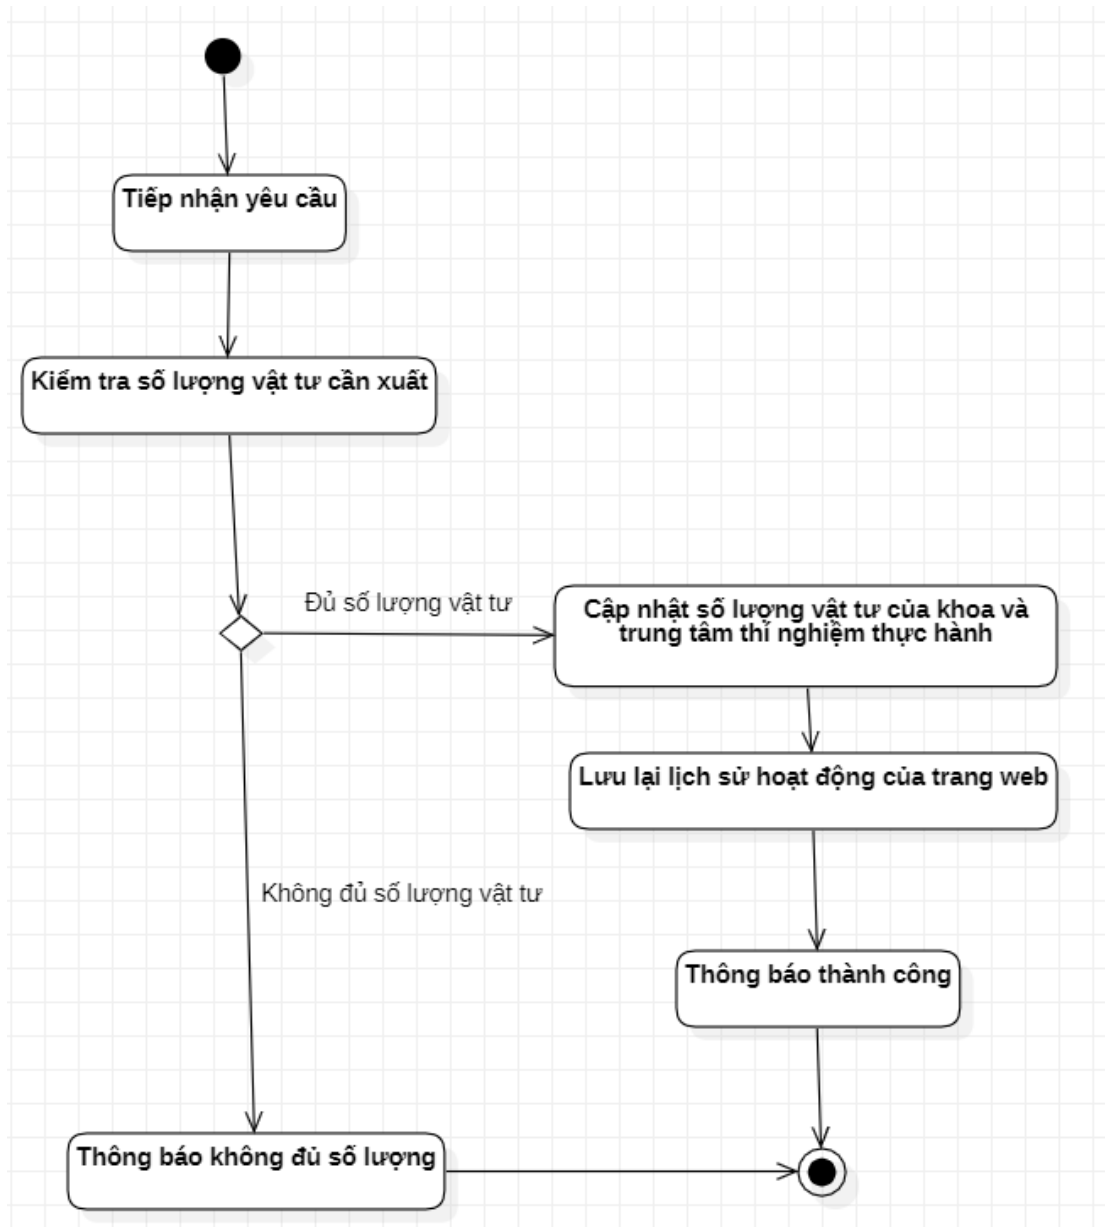 Tiếp nhận yêu cầu
Kiểm tra số lượng vật tư cần xuất
Đủ số lượng vật tư
Cập nhật số lượng vật tư của khoa và
trung tâm thí nghiệm thực hành
Lưu lại lịch sử hoạt động của trang web
Không đủ số lượng vật tư
Thông báo thành công
Thông báo không đủ số lượng